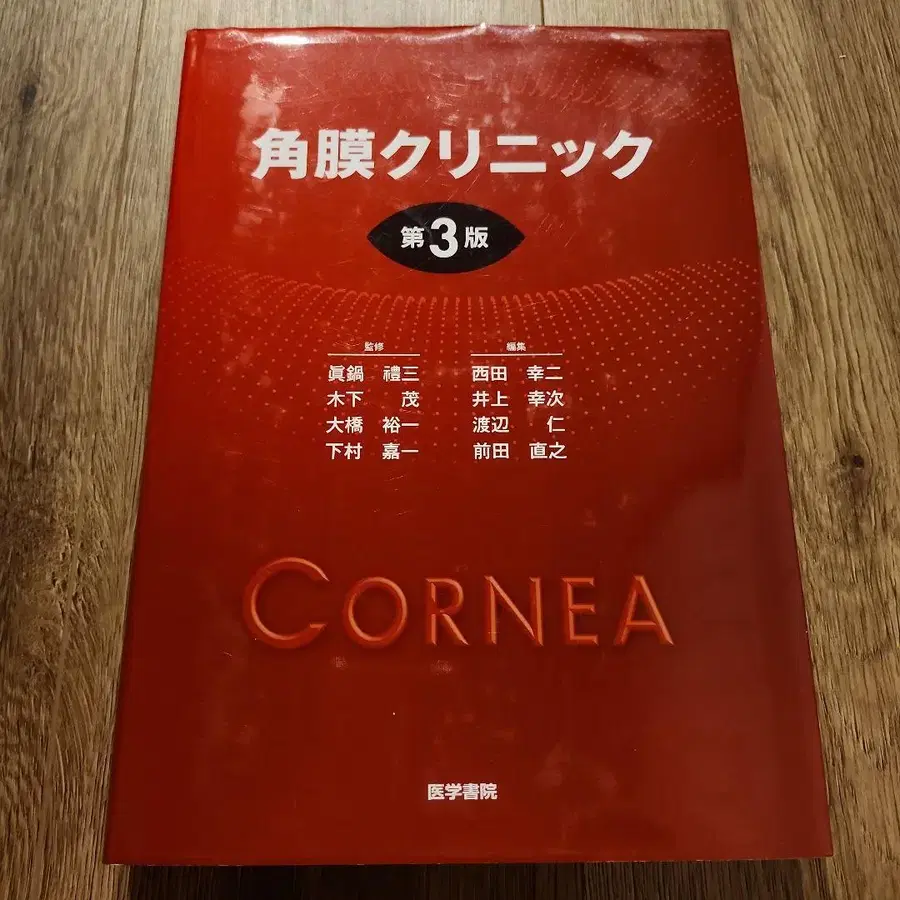 角膜クリニック
第3版
監修
眞鍋 禮三
木下 茂
大橋 裕一
下村 嘉一
編集
西田 幸二
井上 幸次
渡辺 仁
前田 直之
CORNEA
医学書院